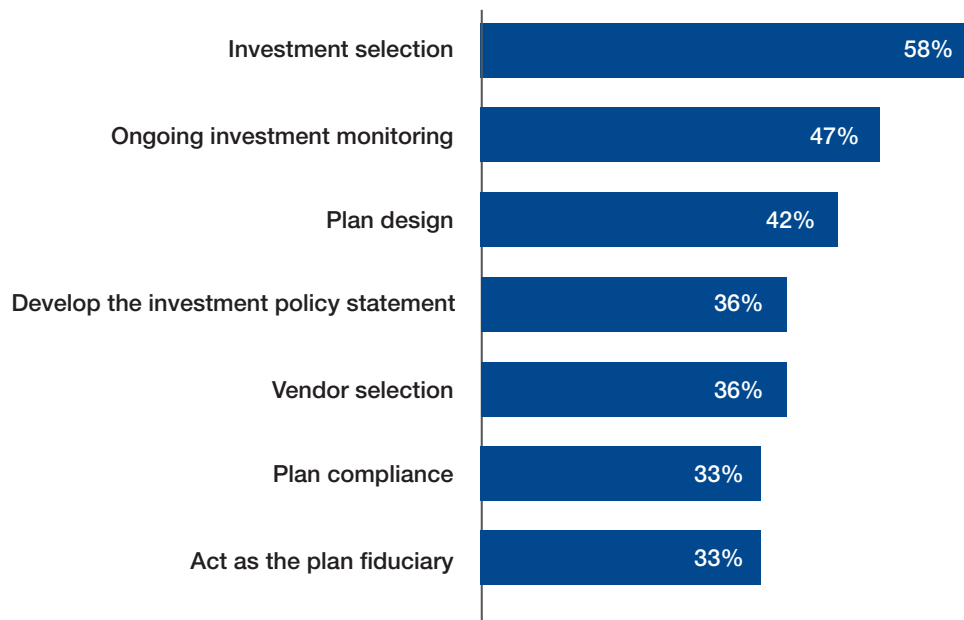 Investment selection 58%
Ongoing investment monitoring 47%
Plan design 42%
Develop the investment policy statement 36%
Vendor selection 36%
Plan compliance 33%
Act as the plan fiduciary 33%